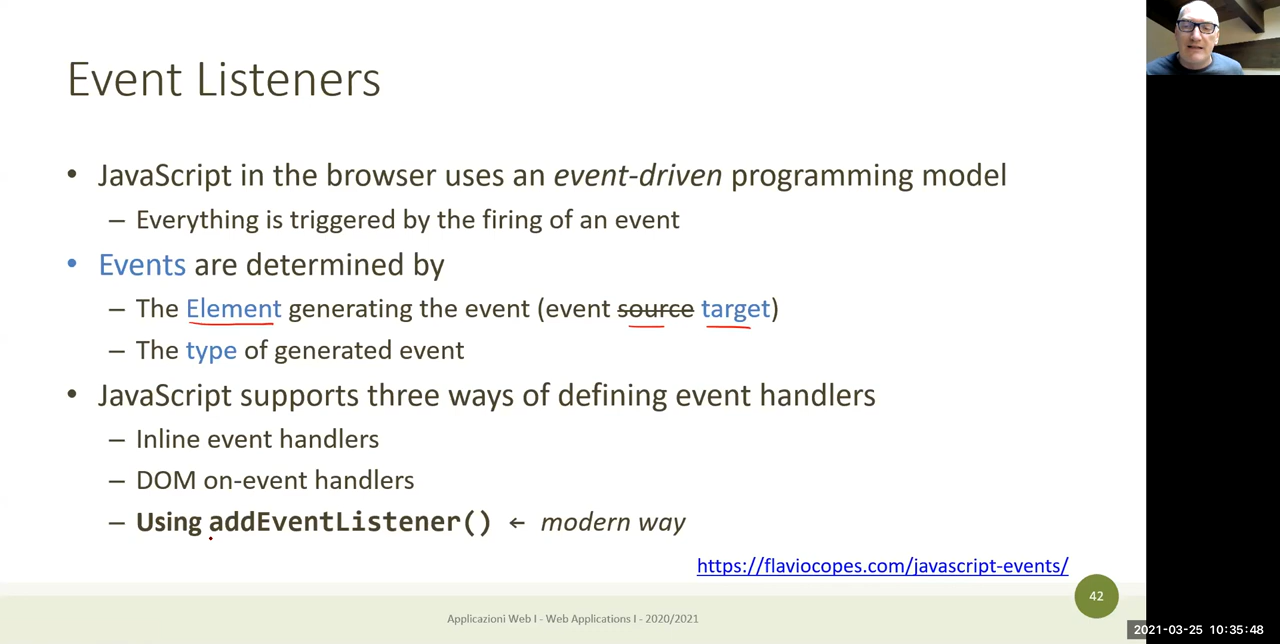 Event Listeners
• JavaScript in the browser uses an event-driven programming model
– Everything is triggered by the firing of an event
• Events are determined by
– The Element generating the event (event source target)
– The type of generated event
• JavaScript supports three ways of defining event handlers
– Inline event handlers
– DOM on-event handlers
– Using addEventListener() ← modern way
https://flaviocopes.com/javascript-events/
42
Applicazioni Web I - Web Applications I - 2020/2021
2021-03-25 10:35:48